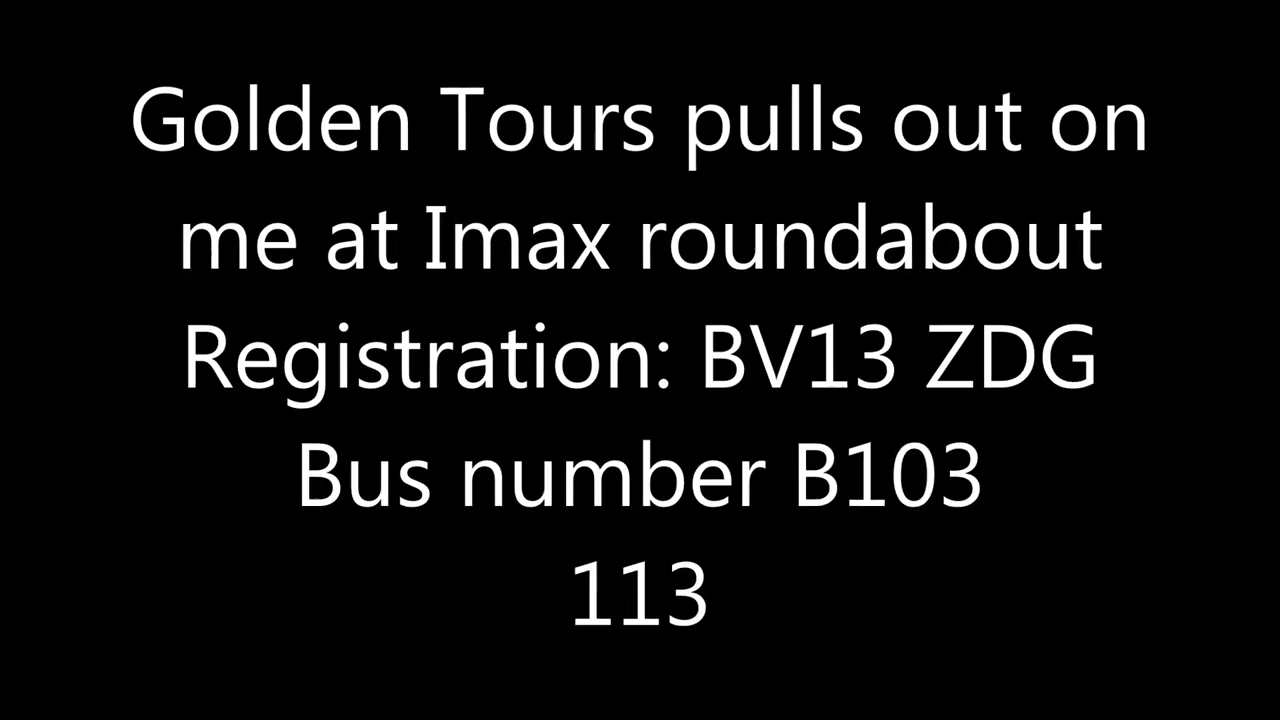 Golden Tours pulls out on
me at Imax roundabout
Registration: BV13 ZDG
Bus number B103
113